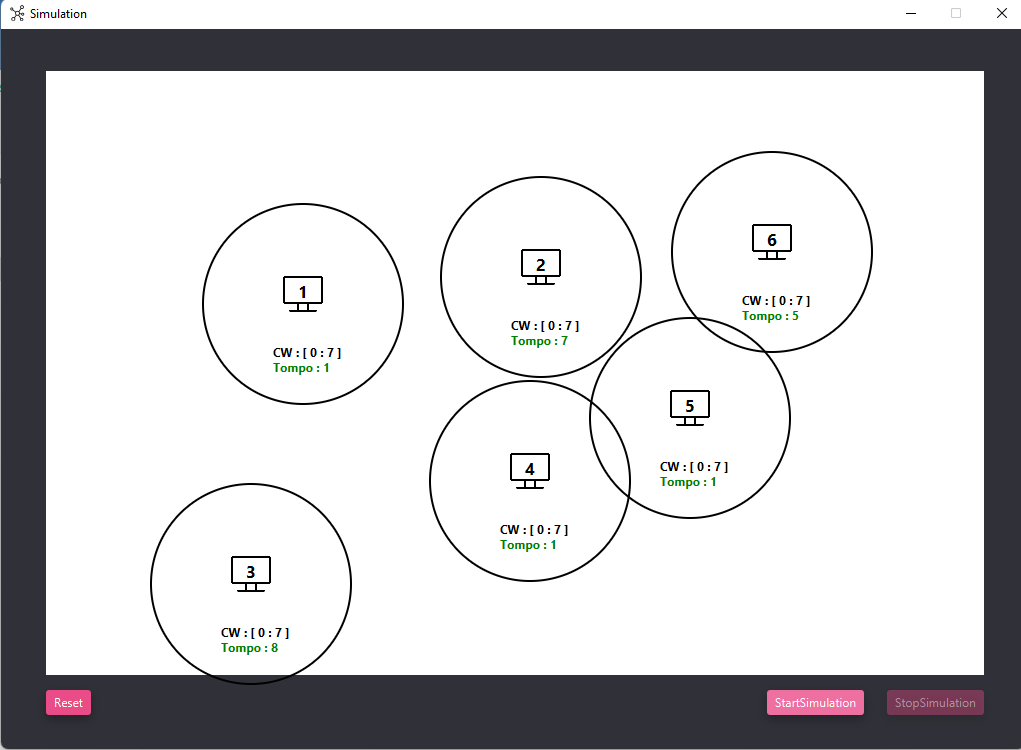 Simulation
6
CW : [ 0 : 7 ]
Tompo : 5
2
CW : [ 0 : 7 ]
Tompo : 7
1
CW : [ 0 : 7 ]
Tompo : 1
5
CW : [ 0 : 7 ]
Tompo : 1
4
CW : [ 0 : 7 ]
Tompo : 1
3
CW : [ 0 : 7 ]
Tompo : 8
Reset
StartSimulation
StopSimulation